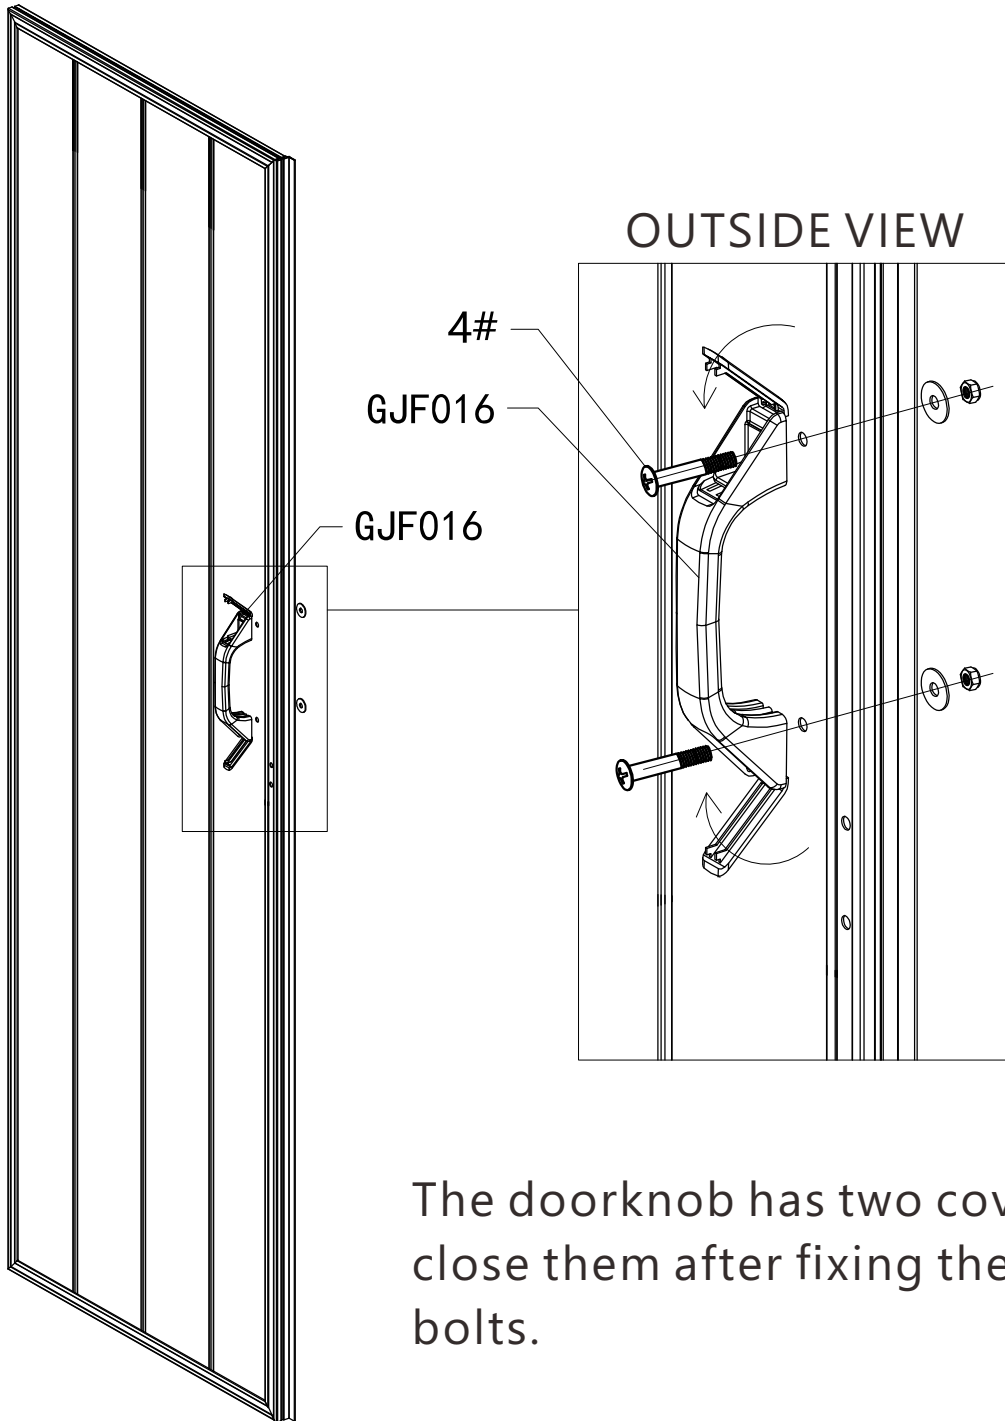 OUTSIDE VIEW
4#
GJF016
GJF016
The doorknob has two cov
close them after fixing the
bolts.